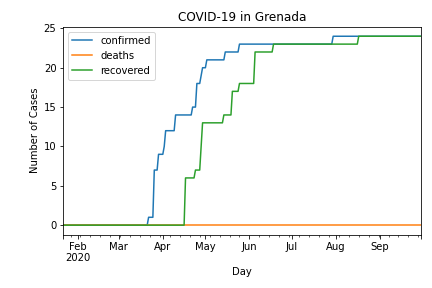 COVID-19 in Grenada
confirmed
deaths
recovered
Number of Cases
25
20
15
10
5
0
Feb Mar Apr May Jun Jul Aug Sep
2020
Day